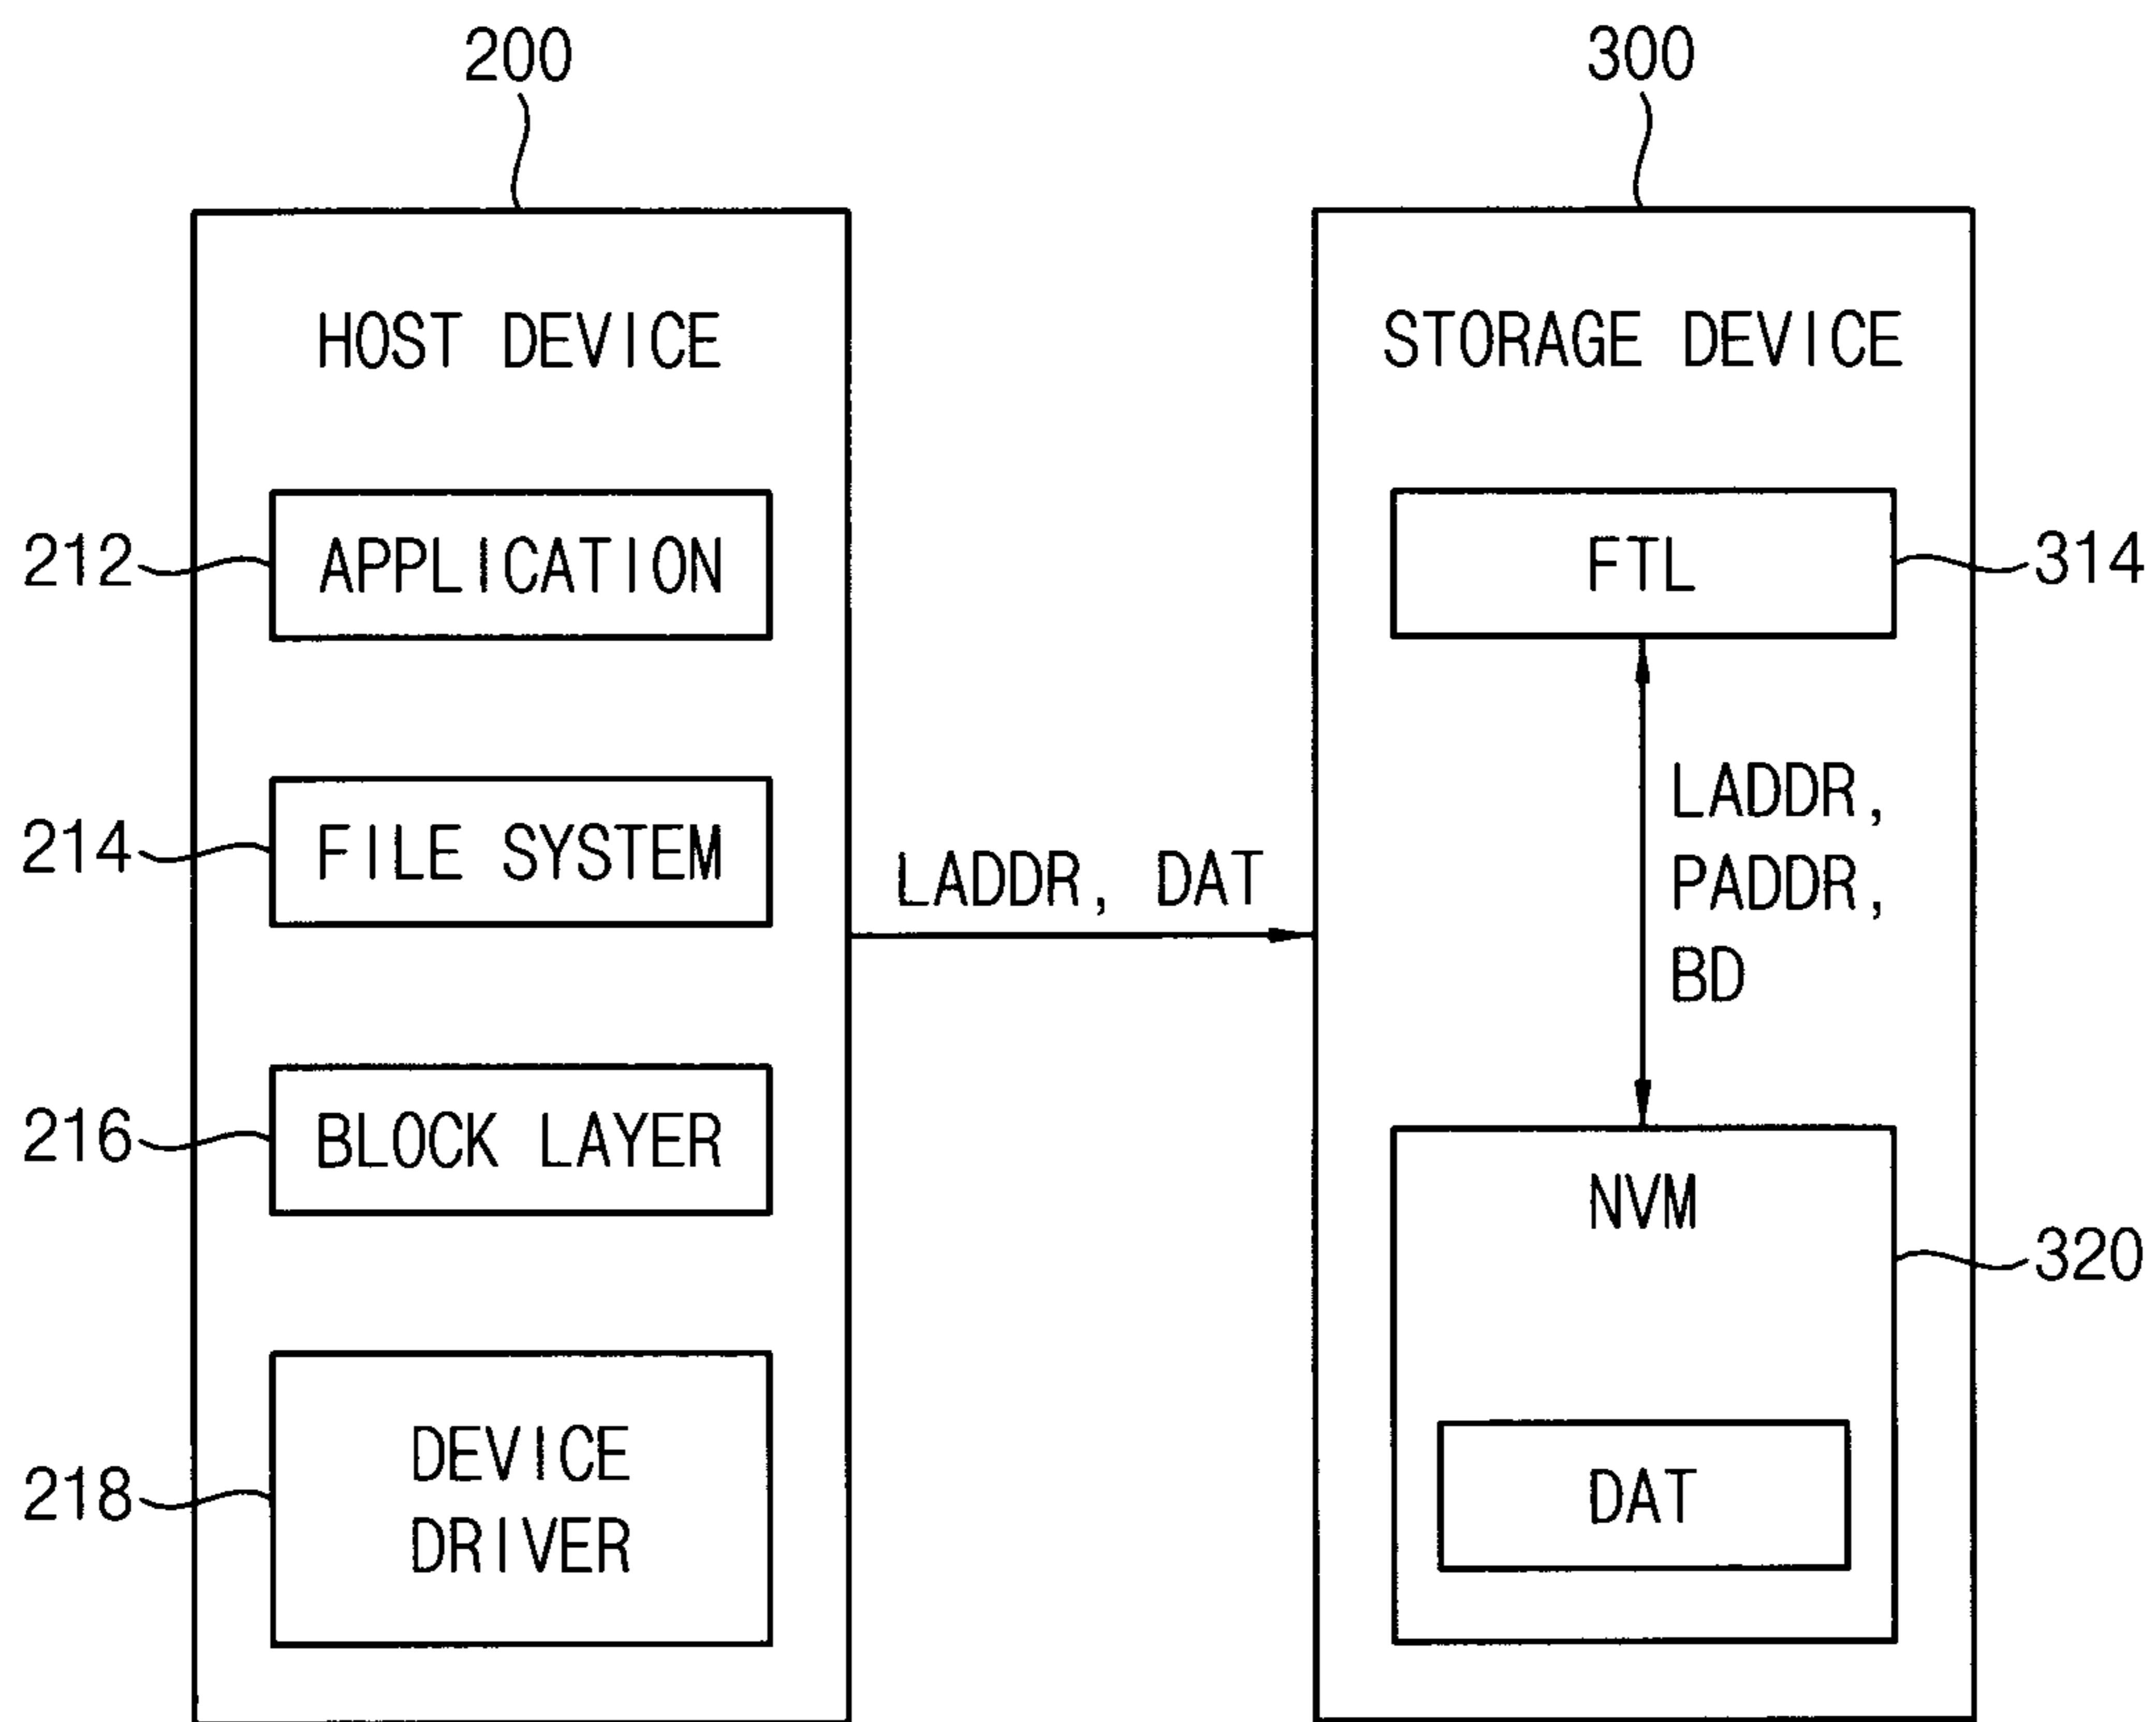 200
300
HOST DEVICE
STORAGE DEVICE
212
APPLICATION
FTL
314
214
FILE SYSTEM
LADDR, DAT
LADDR,
PADDR,
BD
216
BLOCK LAYER
NVM
320
218
DEVICE
DRIVER
DAT